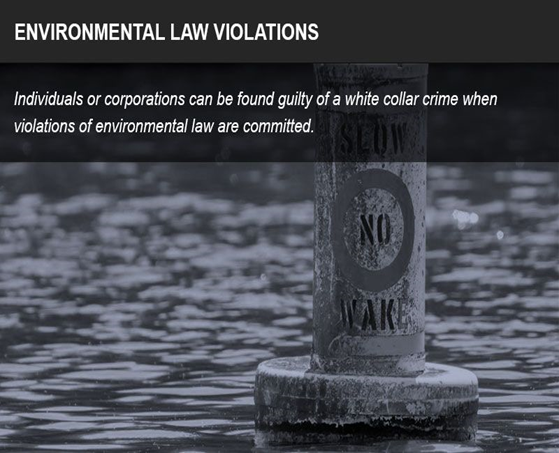 ENVIRONMENTAL LAW VIOLATIONS
Individuals or corporations can be found guilty of a white collar crime when
violations of environmental law are committed.
SLOW
NO
WAKE